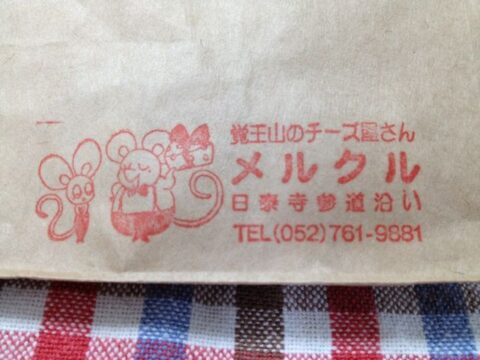 覚王山のチーズ屋さん
メルクル
日泰寺参道沿い
TEL(052)761-9881